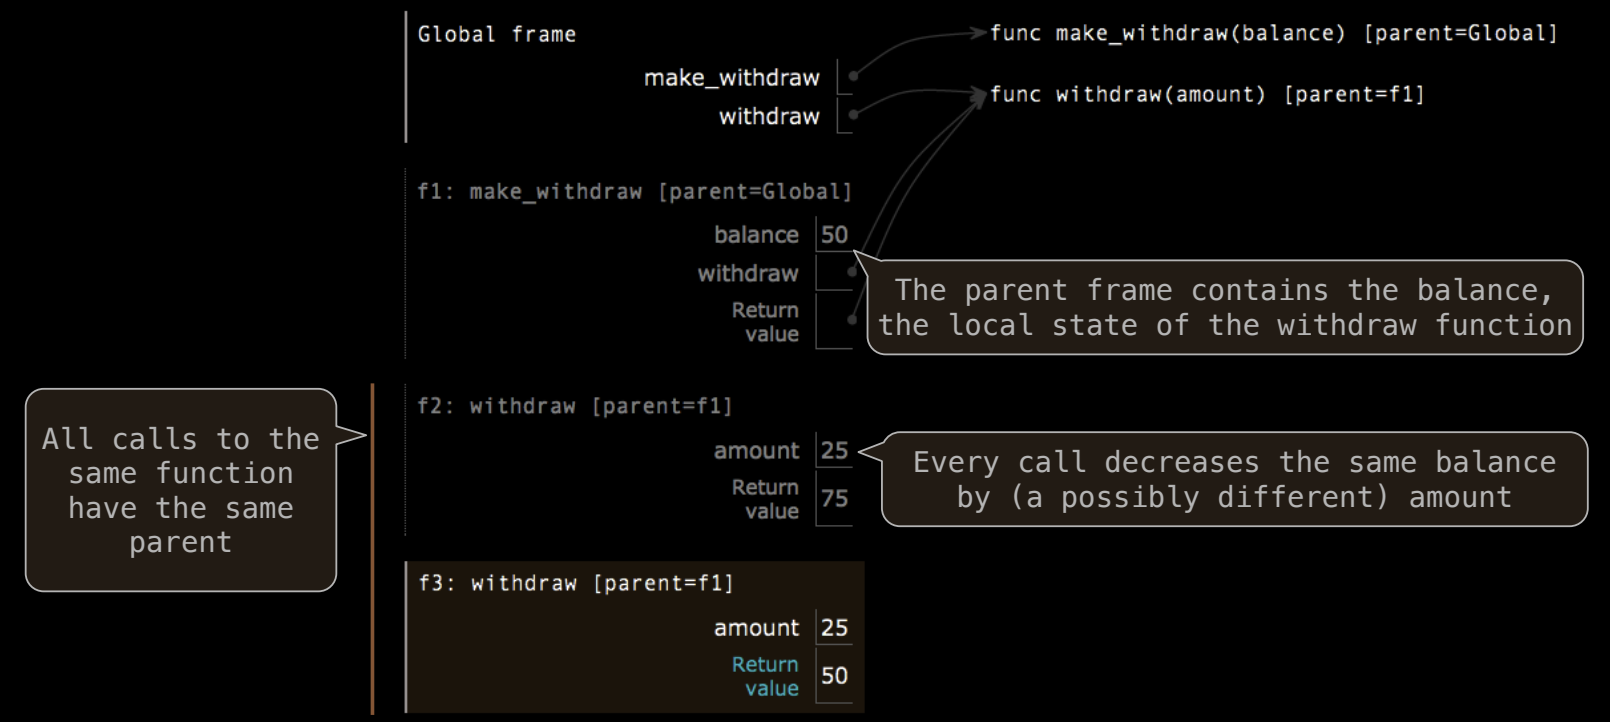 Global frame
func make_withdraw(balance) [parent=Global]
make_withdraw
func withdraw(amount) [parent=f1]
withdraw
f1: make_withdraw [parent=Global]
balance 50
withdraw
Return
value
The parent frame contains the balance,
the local state of the withdraw function
All calls to the
same function
have the same
parent
f2: withdraw [parent=f1]
amount 25
Return
value 75
Every call decreases the same balance
by (a possibly different) amount
f3: withdraw [parent=f1]
amount 25
Return
value 50